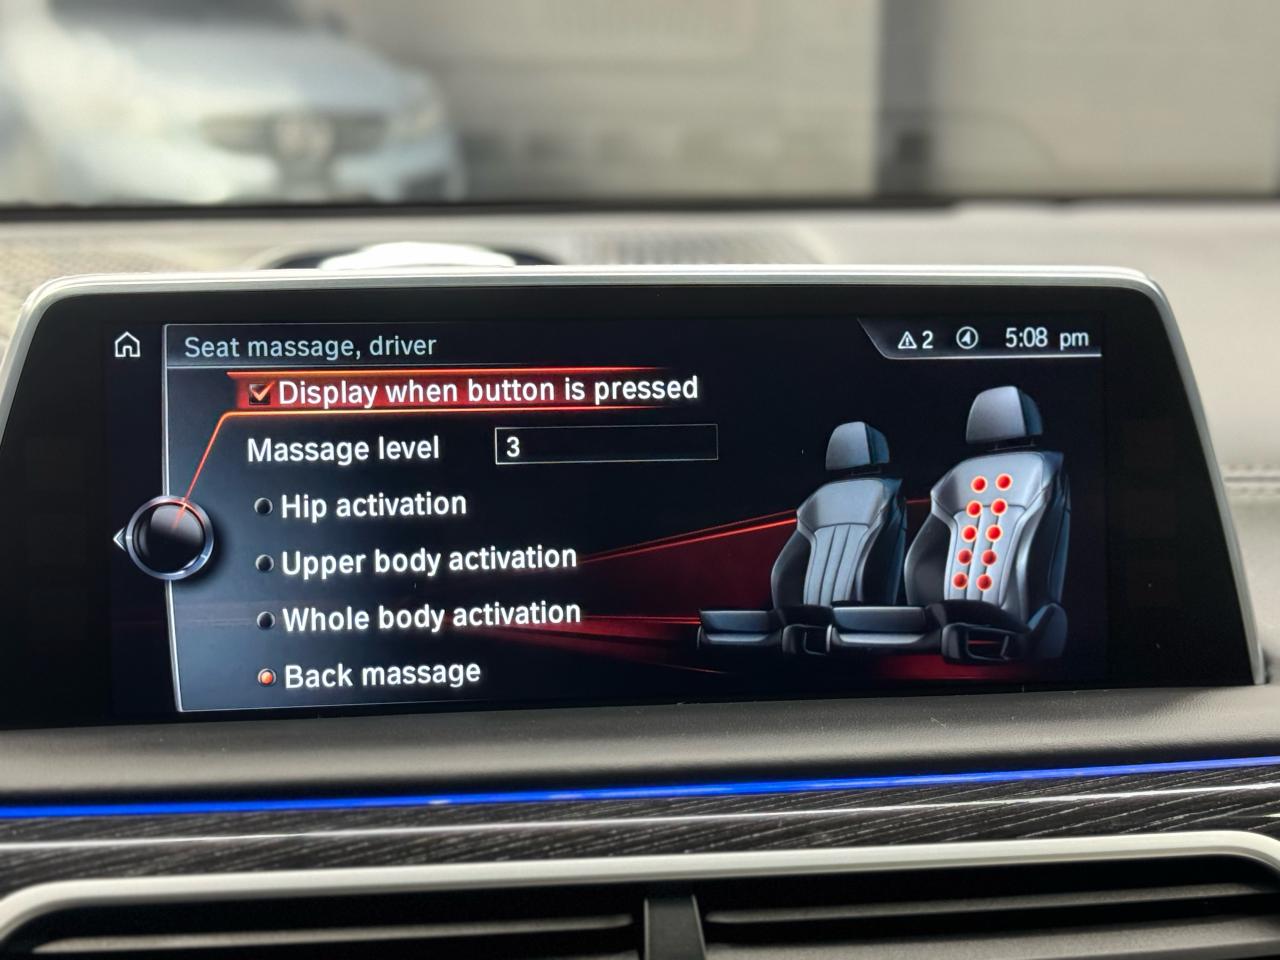 Seat massage, driver
2 5:08 pm
Display when button is pressed
Massage level 3
Hip activation
Upper body activation
Whole body activation
Back massage